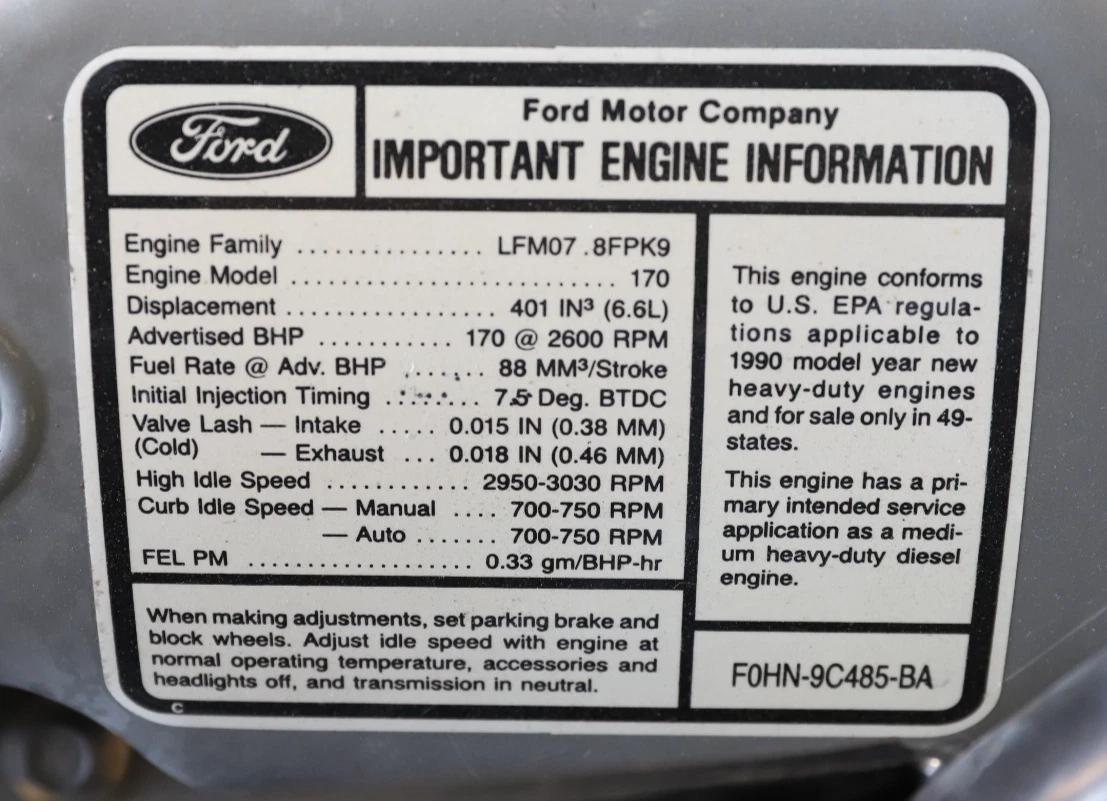 Ford
Ford Motor Company
IMPORTANT ENGINE INFORMATION
Engine Family .................. LFM07 .8FPK9
Engine Model ............................ 170
Displacement .................. 401 IN³ (6.6L)
Advertised BHP ........... 170 @ 2600 RPM
Fuel Rate @ Adv. BHP ....... 88 MM³/Stroke
Initial Injection Timing ........ 7.5 Deg. BTDC
Valve Lash — Intake ..... 0.015 IN (0.38 MM)
(Cold) — Exhaust ... 0.018 IN (0.46 MM)
High Idle Speed ............ 2950-3030 RPM
Curb Idle Speed — Manual .... 700-750 RPM
— Auto ....... 700-750 RPM
FEL PM ................... 0.33 gm/BHP-hr
When making adjustments, set parking brake and
block wheels. Adjust idle speed with engine at
normal operating temperature, accessories and
headlights off, and transmission in neutral.
C
This engine conforms
to U.S. EPA regula-
tions applicable to
1990 model year new
heavy-duty engines
and for sale only in 49-
states.
This engine has a pri-
mary intended service
application as a medi-
um heavy-duty diesel
engine.
F0HN-9C485-BA